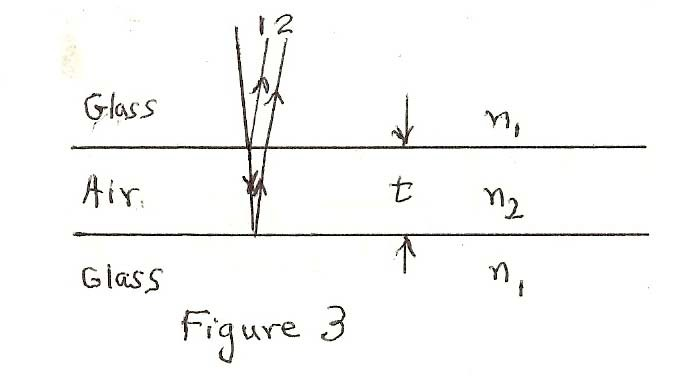 1 2
Glass n₁
Air. t n₂
Glass n₁
Figure 3